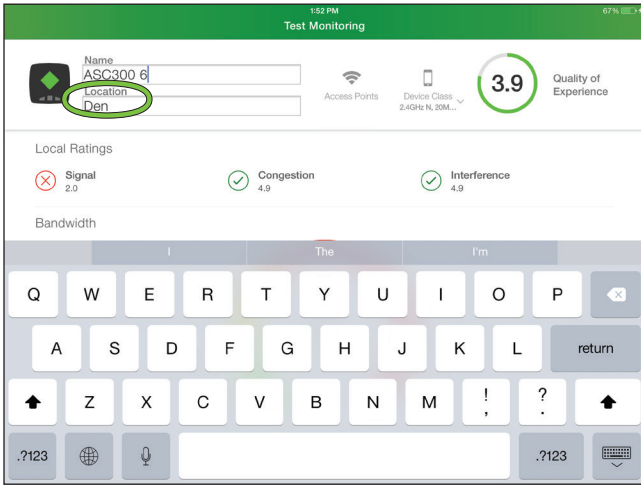 1:52 PM
67%
Test Monitoring
Name
ASC300 6
Location
Den
Access Points
Device Class
2.4GHz N, 20M...
3.9
Quality of
Experience
Local Ratings
Signal
2.0
Congestion
4.9
Interference
4.9
Bandwidth
I The I'm
Q W E R T Y U I O P
A S D F G H J K L return
Z X C V B N M ! , ? .
.?123 .?123